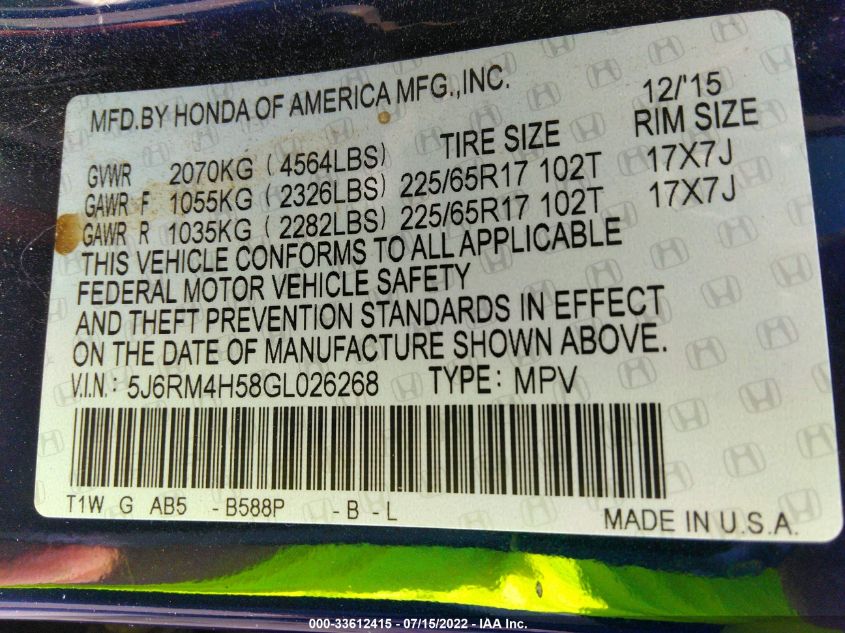 MFD.BY HONDA OF AMERICA MFG.,INC. 12/'15
TIRE SIZE RIM SIZE
GVWR 2070KG ( 4564LBS)
GAWR F 1055KG ( 2326LBS) 225/65R17 102T 17X7J
GAWR R 1035KG ( 2282LBS) 225/65R17 102T 17X7J
THIS VEHICLE CONFORMS TO ALL APPLICABLE
FEDERAL MOTOR VEHICLE SAFETY
AND THEFT PREVENTION STANDARDS IN EFFECT
ON THE DATE OF MANUFACTURE SHOWN ABOVE.
V.I.N.: 5J6RM4H58GL026268 TYPE: MPV
T1W G AB5 -B588P -B -L
MADE IN U.S.A.
000-33612415 - 07/15/2022 - IAA Inc.